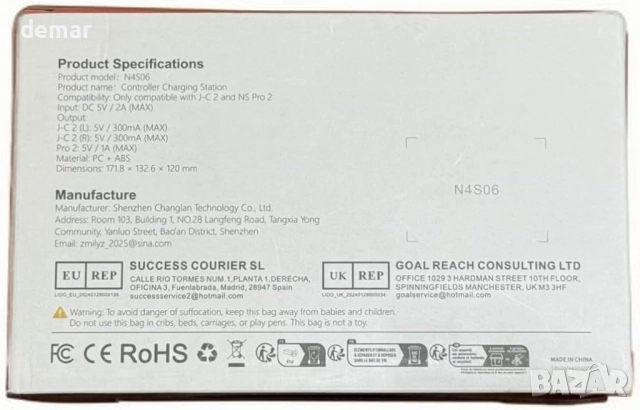 demar
Product Specifications
Product model: N4S06
Product name: Controller Charging Station
Compatibility: Only compatible with J-C 2 and NS Pro 2
Input: DC 5V / 2A (MAX)
Output:
J-C 2 (L): 5V / 300mA (MAX)
J-C 2 (R): 5V / 300mA (MAX)
Pro 2: 5V / 1A (MAX)
Material: PC + ABS
Dimensions: 171.8 × 132.6 × 120 mm
N4S06
Manufacture
Manufacturer: Shenzhen Changlan Technology Co., Ltd.
Address: Room 103, Building 1, NO.28 Langfeng Road, Tangxia Yong
Community, Yanluo Street, Bao'an District, Shenzhen
Email: zmilyz_2025@sina.com
EU REP
SUCCESS COURIER SL
CALLE RIO TORMES NUM.1,PLANTA 1,DERECHA,
OFICINA 3, Fuenlabrada, Madrid, 28947 Spain
successservice2@hotmail.com
UK REP
GOAL REACH CONSULTING LTD
OFFICE 1029 3 HARDMAN STREET 10TH FLOOR,
SPINNINGFIELDS MANCHESTER, UK M3 3HF
goalservice@hotmail.com
Warning: To avoid danger of suffocation, keep this bag away from babies and children.
Do not use this bag in cribs, beds, carriages, or play pens. This bag is not a toy.
FC CE RoHS
MADE IN CHINA
bazar.bg